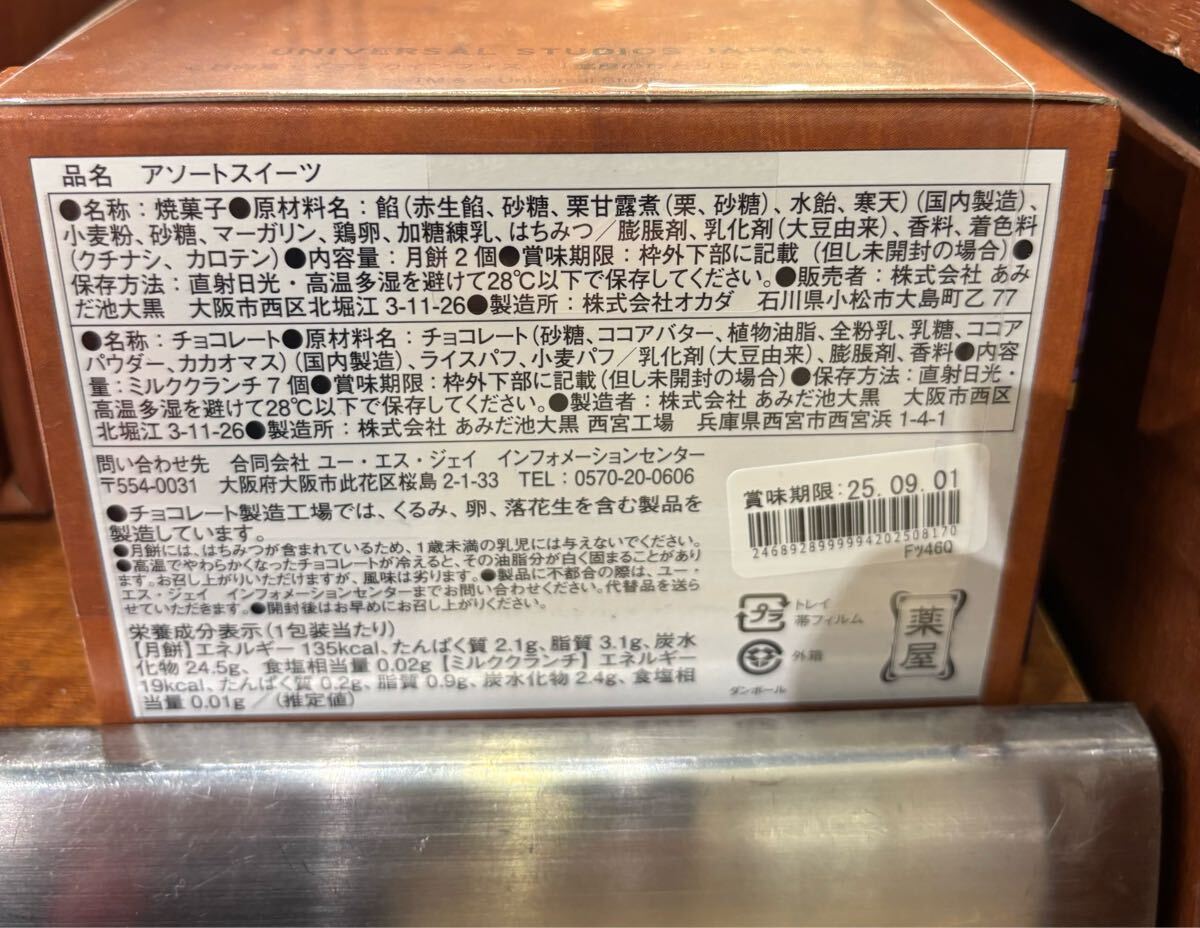 UNIVERSAL STUDIOS JAPAN
品名 アソートスイーツ
●名称：焼菓子●原材料名：餡（赤生餡、砂糖、栗甘露煮（栗、砂糖）、水飴、寒天）（国内製造）、
小麦粉、砂糖、マーガリン、鶏卵、加糖練乳、はちみつ／膨脹剤、乳化剤（大豆由来）、香料、着色料
（クチナシ、カロテン）●内容量：月餅２個●賞味期限：枠外下部に記載（但し未開封の場合）●
保存方法：直射日光・高温多湿を避けて28℃以下で保存してください。●販売者：株式会社 あみ
だ池大黒 大阪市西区北堀江 3-11-26●製造所：株式会社オカダ 石川県小松市大島町乙 77
●名称：チョコレート●原材料名：チョコレート（砂糖、ココアバター、植物油脂、全粉乳、乳糖、ココア
パウダー、カカオマス）（国内製造）、ライスパフ、小麦パフ／乳化剤（大豆由来）、膨脹剤、香料●内容
量：ミルククランチ７個●賞味期限：枠外下部に記載（但し未開封の場合）●保存方法：直射日光・
高温多湿を避けて28℃以下で保存してください。●製造者：株式会社 あみだ池大黒 大阪市西区
北堀江 3-11-26●製造所：株式会社 あみだ池大黒 西宮工場 兵庫県西宮市西宮浜 1-4-1
問い合わせ先 合同会社 ユー・エス・ジェイ インフォメーションセンター
〒554-0031 大阪府大阪市此花区桜島 2-1-33 TEL：0570-20-0606
●チョコレート製造工場では、くるみ、卵、落花生を含む製品を
製造しています。
●月餅には、はちみつが含まれているため、１歳未満の乳児には与えないでください。
●高温でやわらかくなったチョコレートが冷えると、その油脂分が白く固まることがあり
ます。お召し上がりいただけますが、風味は劣ります。●製品に不都合の際は、ユー・
エス・ジェイ インフォメーションセンターまでお問い合わせください。代替品を送ら
せていただきます。●開封後はお早めにお召し上がりください。
栄養成分表示（１包装当たり）
【月餅】エネルギー 135kcal、たんぱく質 2.1g、脂質 3.1g、炭水
化物 24.5g、食塩相当量 0.02g【ミルククランチ】エネルギー
19kcal、たんぱく質 0.2g、脂質 0.9g、炭水化物 2.4g、食塩相
当量 0.01g ／（推定値）
賞味期限：25.09.01
2468928999994202508170
Fﾂ46Q
プラ
トレイ
帯フィルム
外箱
ダンボール
薬屋